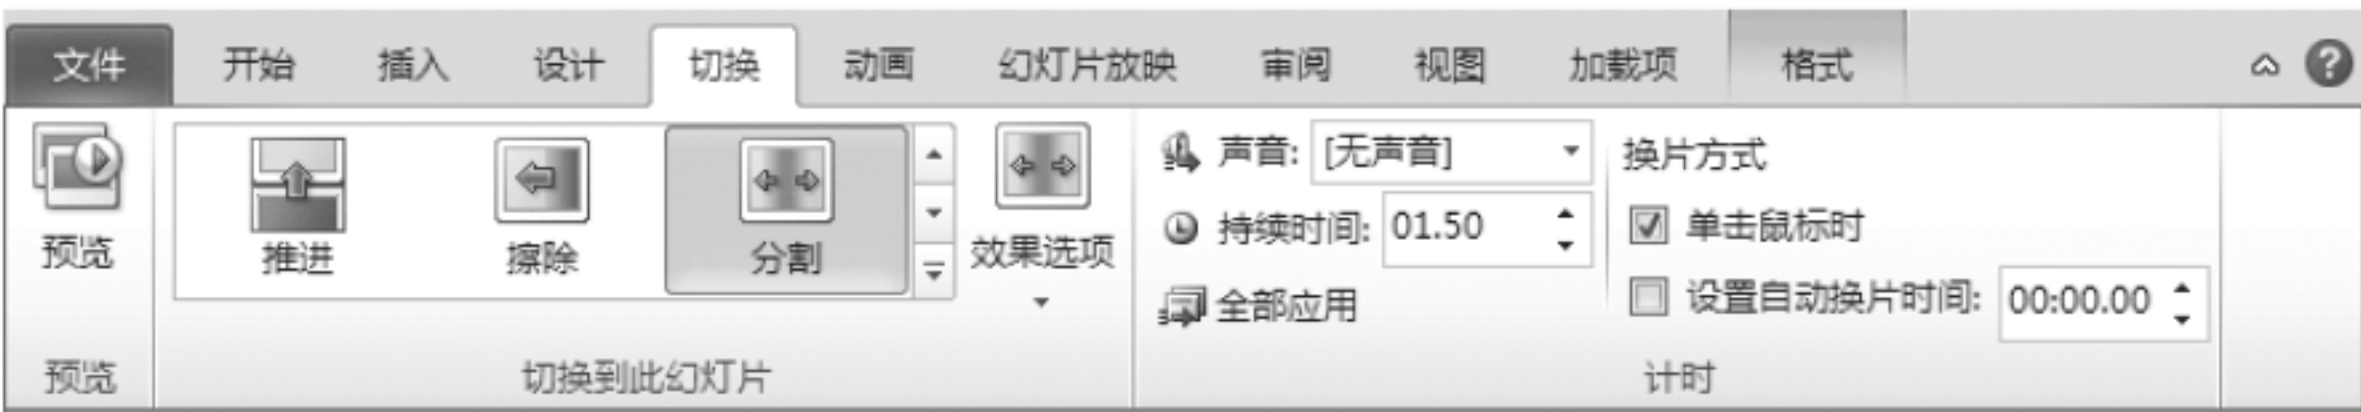 文件 开始 插入 设计 切换 动画 幻灯片放映 审阅 视图 加载项 格式
预览
推进 擦除 分割
效果选项
声音: [无声音]
持续时间: 01.50
全部应用
换片方式
单击鼠标时
设置自动换片时间: 00:00.00
预览 切换到此幻灯片 计时